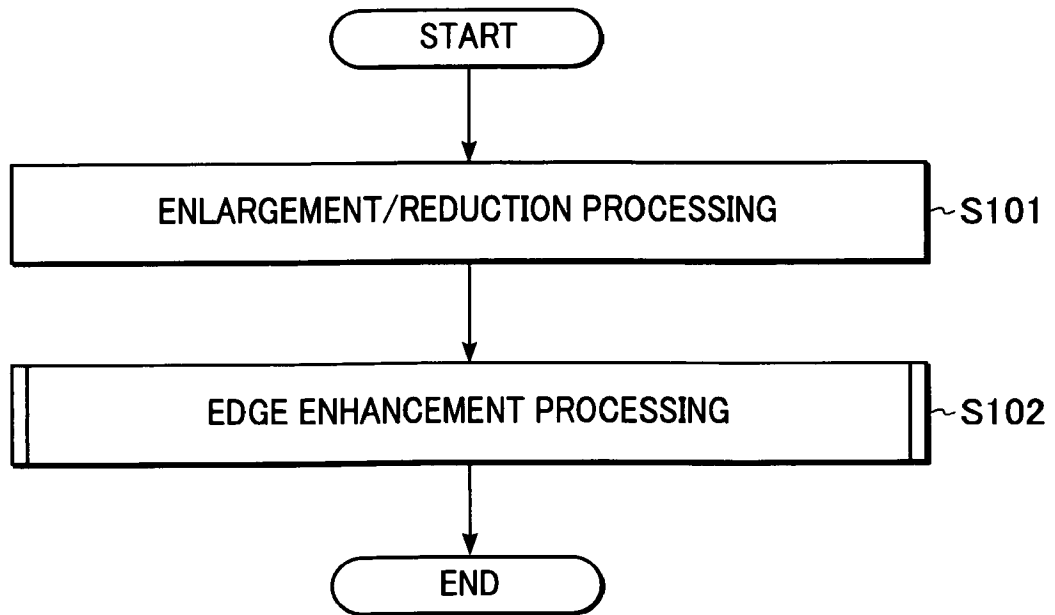 START
ENLARGEMENT/REDUCTION PROCESSING
S101
EDGE ENHANCEMENT PROCESSING
S102
END